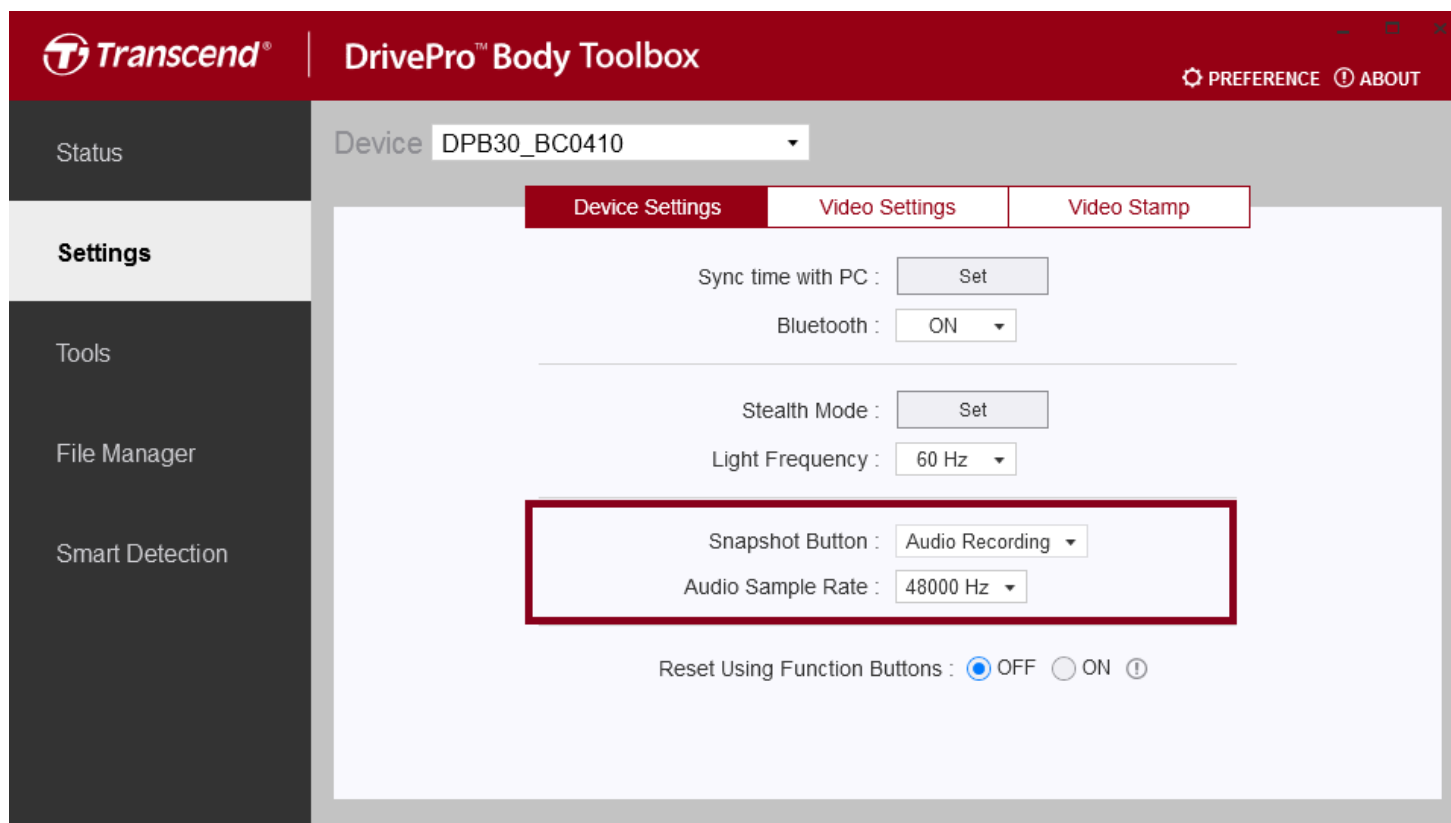 Transcend® DrivePro™ Body Toolbox
PREFERENCE ABOUT
Status
Settings
Tools
File Manager
Smart Detection
Device DPB30_BC0410
Device Settings Video Settings Video Stamp
Sync time with PC : Set
Bluetooth : ON
Stealth Mode : Set
Light Frequency : 60 Hz
Snapshot Button : Audio Recording
Audio Sample Rate : 48000 Hz
Reset Using Function Buttons : OFF ON